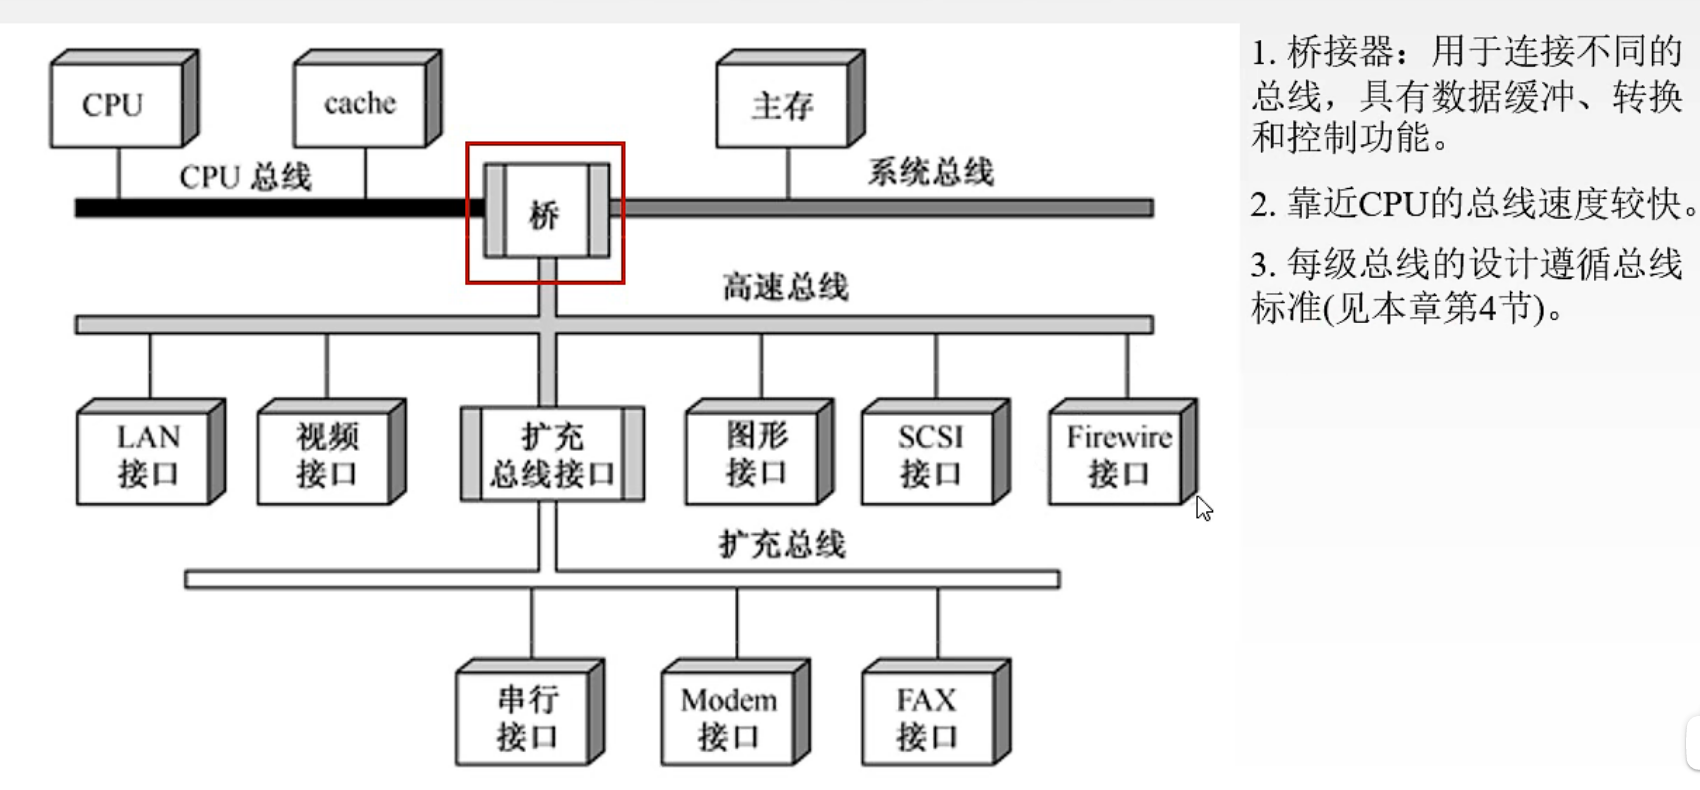 CPU
cache
主存
CPU 总线
系统总线
桥
高速总线
LAN
接口
视频
接口
扩充
总线接口
图形
接口
SCSI
接口
Firewire
接口
扩充总线
串行
接口
Modem
接口
FAX
接口
1. 桥接器：用于连接不同的
总线，具有数据缓冲、转换
和控制功能。
2. 靠近CPU的总线速度较快。
3. 每级总线的设计遵循总线
标准(见本章第4节)。